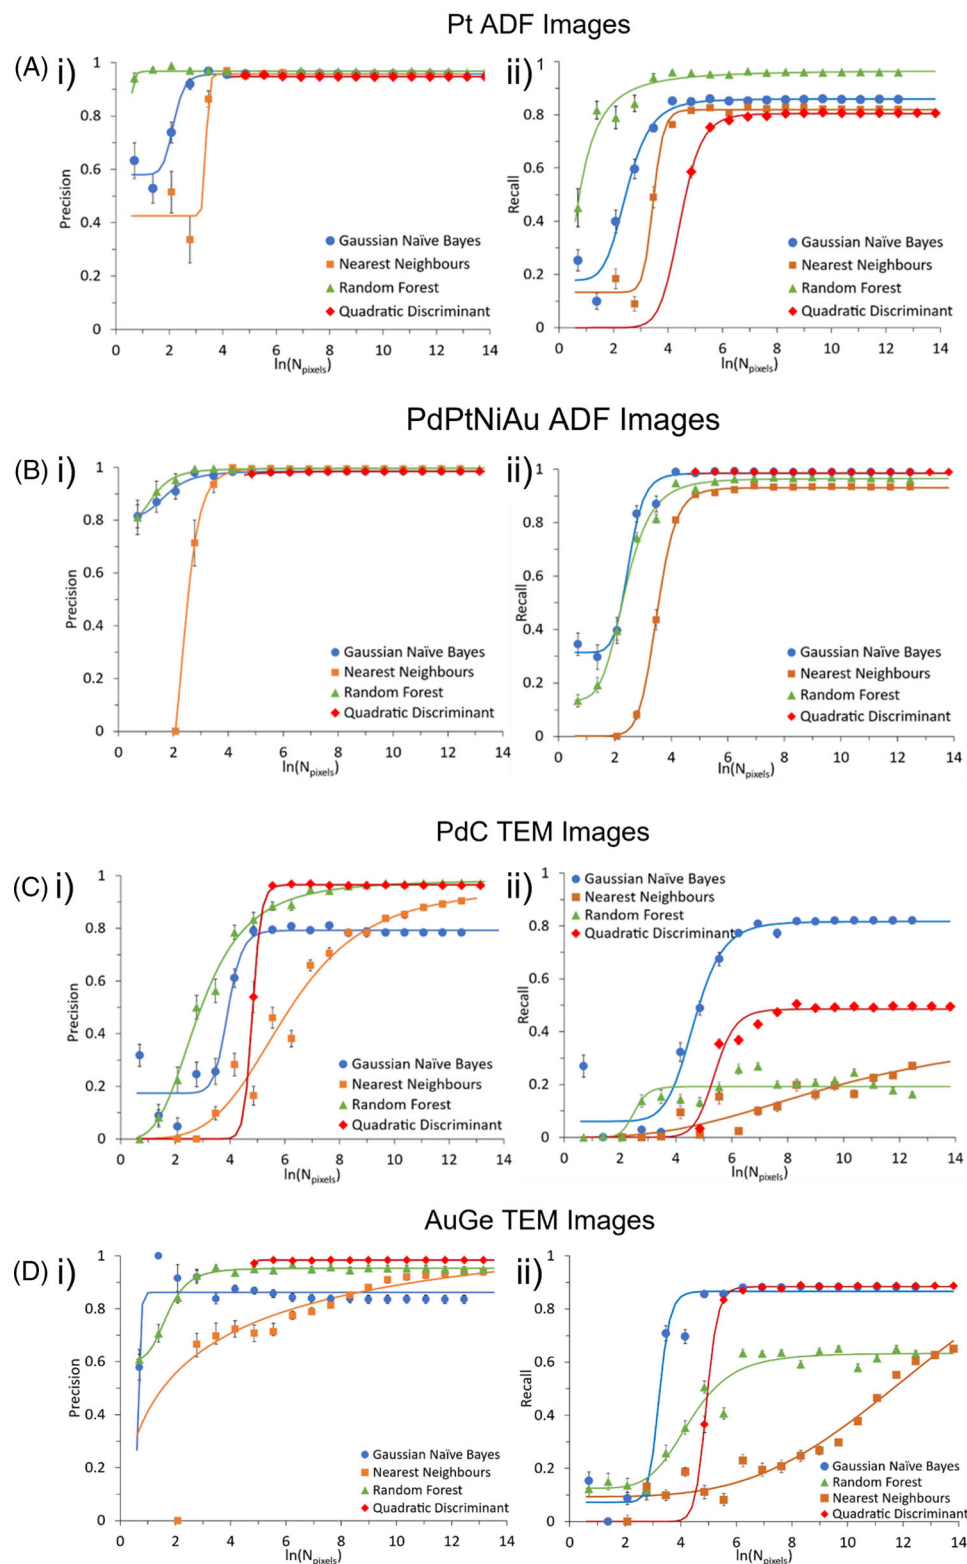 Pt ADF Images
(A) i)
1
0.8
0.6
0.4
0.2
0
Precision
Gaussian Naïve Bayes
Nearest Neighbours
Random Forest
Quadratic Discriminant
0 2 4 6 8 10 12 14
ln(Npixels)
ii)
1
0.8
0.6
0.4
0.2
0
Recall
Gaussian Naïve Bayes
Nearest Neighbours
Random Forest
Quadratic Discriminant
0 2 4 6 8 10 12 14
ln(Npixels)
PdPtNiAu ADF Images
(B) i)
1
0.8
0.6
0.4
0.2
0
Precision
Gaussian Naïve Bayes
Nearest Neighbours
Random Forest
Quadratic Discriminant
0 2 4 6 8 10 12 14
ln(Npixels)
ii)
1
0.8
0.6
0.4
0.2
0
Recall
Gaussian Naïve Bayes
Nearest Neighbours
Random Forest
Quadratic Discriminant
0 2 4 6 8 10 12 14
ln(Npixels)
PdC TEM Images
(C) i)
1
0.8
0.6
0.4
0.2
0
Precision
Gaussian Naïve Bayes
Nearest Neighbours
Random Forest
Quadratic Discriminant
0 2 4 6 8 10 12 14
ln(Npixels)
ii)
1
0.8
0.6
0.4
0.2
0
Recall
Gaussian Naïve Bayes
Nearest Neighbours
Random Forest
Quadratic Discriminant
0 2 4 6 8 10 12 14
ln(Npixels)
AuGe TEM Images
(D) i)
1
0.8
0.6
0.4
0.2
0
Precision
Gaussian Naïve Bayes
Nearest Neighbours
Random Forest
Quadratic Discriminant
0 2 4 6 8 10 12 14
ln(Npixels)
ii)
1
0.8
0.6
0.4
0.2
0
Recall
Gaussian Naïve Bayes
Random Forest
Nearest Neighbours
Quadratic Discriminant
0 2 4 6 8 10 12 14
ln(Npixels)